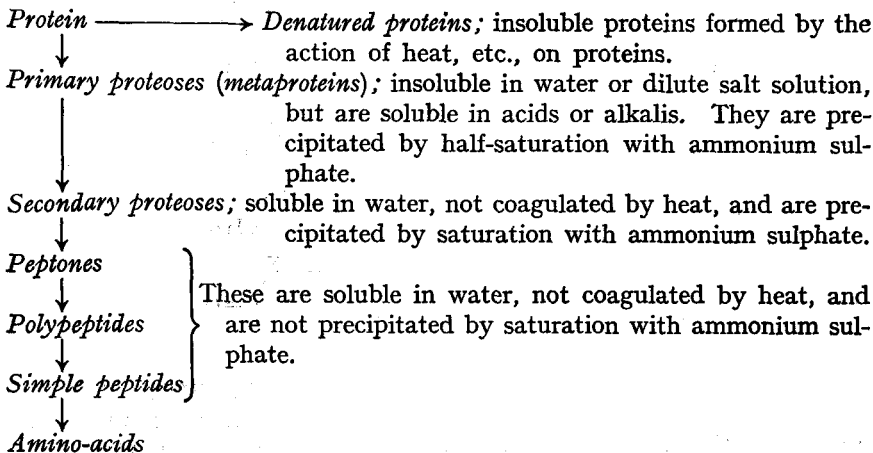 Protein → Denatured proteins; insoluble proteins formed by the
action of heat, etc., on proteins.
Primary proteoses (metaproteins); insoluble in water or dilute salt solution,
but are soluble in acids or alkalis. They are pre-
cipitated by half-saturation with ammonium sul-
phate.
Secondary proteoses; soluble in water, not coagulated by heat, and are pre-
cipitated by saturation with ammonium sulphate.
Peptones
These are soluble in water, not coagulated by heat, and
Polypeptides are not precipitated by saturation with ammonium sul-
phate.
Simple peptides
Amino-acids